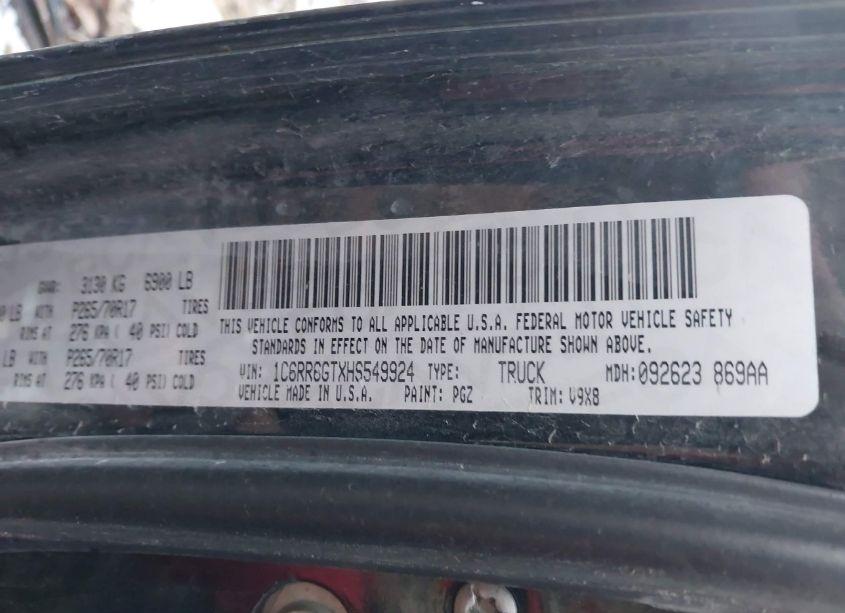 GVWR: 3130 KG 6900 LB
LB WITH P265/70R17 TIRES
RIMS AT 276 KPA ( 40 PSI) COLD
LB WITH P265/70R17 TIRES
RIMS AT 276 KPA ( 40 PSI) COLD
THIS VEHICLE CONFORMS TO ALL APPLICABLE U.S.A. FEDERAL MOTOR VEHICLE SAFETY
STANDARDS IN EFFECT ON THE DATE OF MANUFACTURE SHOWN ABOVE.
VIN: 1C6RR6GTXHS549924 TYPE: TRUCK MDH:092623 869AA
VEHICLE MADE IN U.S.A. PAINT: PGZ TRIM: V9X8